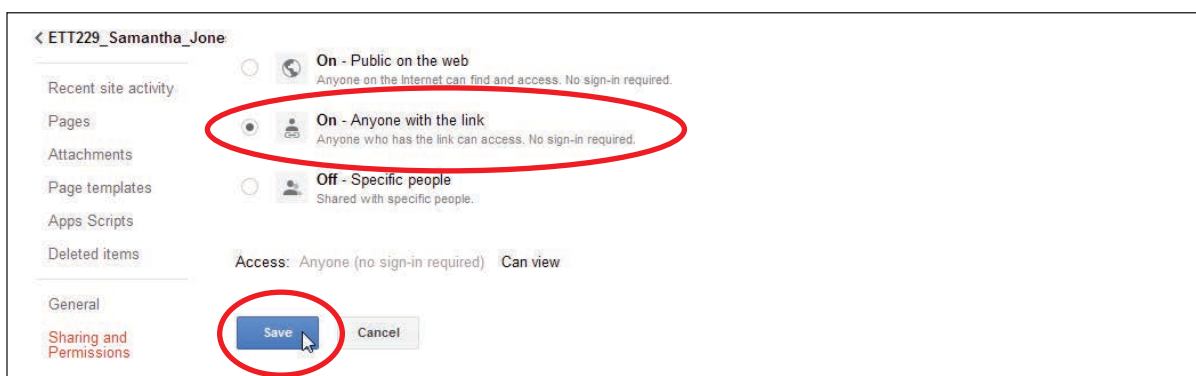 < ETT229_Samantha_Jone
Recent site activity
Pages
Attachments
Page templates
Apps Scripts
Deleted items
General
Sharing and
Permissions
On - Public on the web
Anyone on the Internet can find and access. No sign-in required.
On - Anyone with the link
Anyone who has the link can access. No sign-in required.
Off - Specific people
Shared with specific people.
Access: Anyone (no sign-in required) Can view
Save Cancel